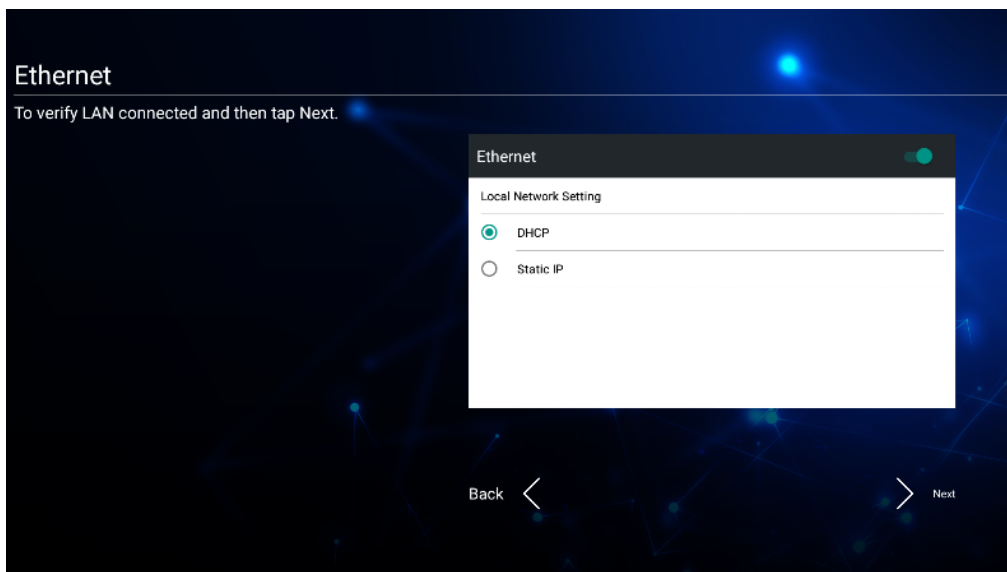 Ethernet
To verify LAN connected and then tap Next.
Ethernet
Local Network Setting
DHCP
Static IP
Back
Next